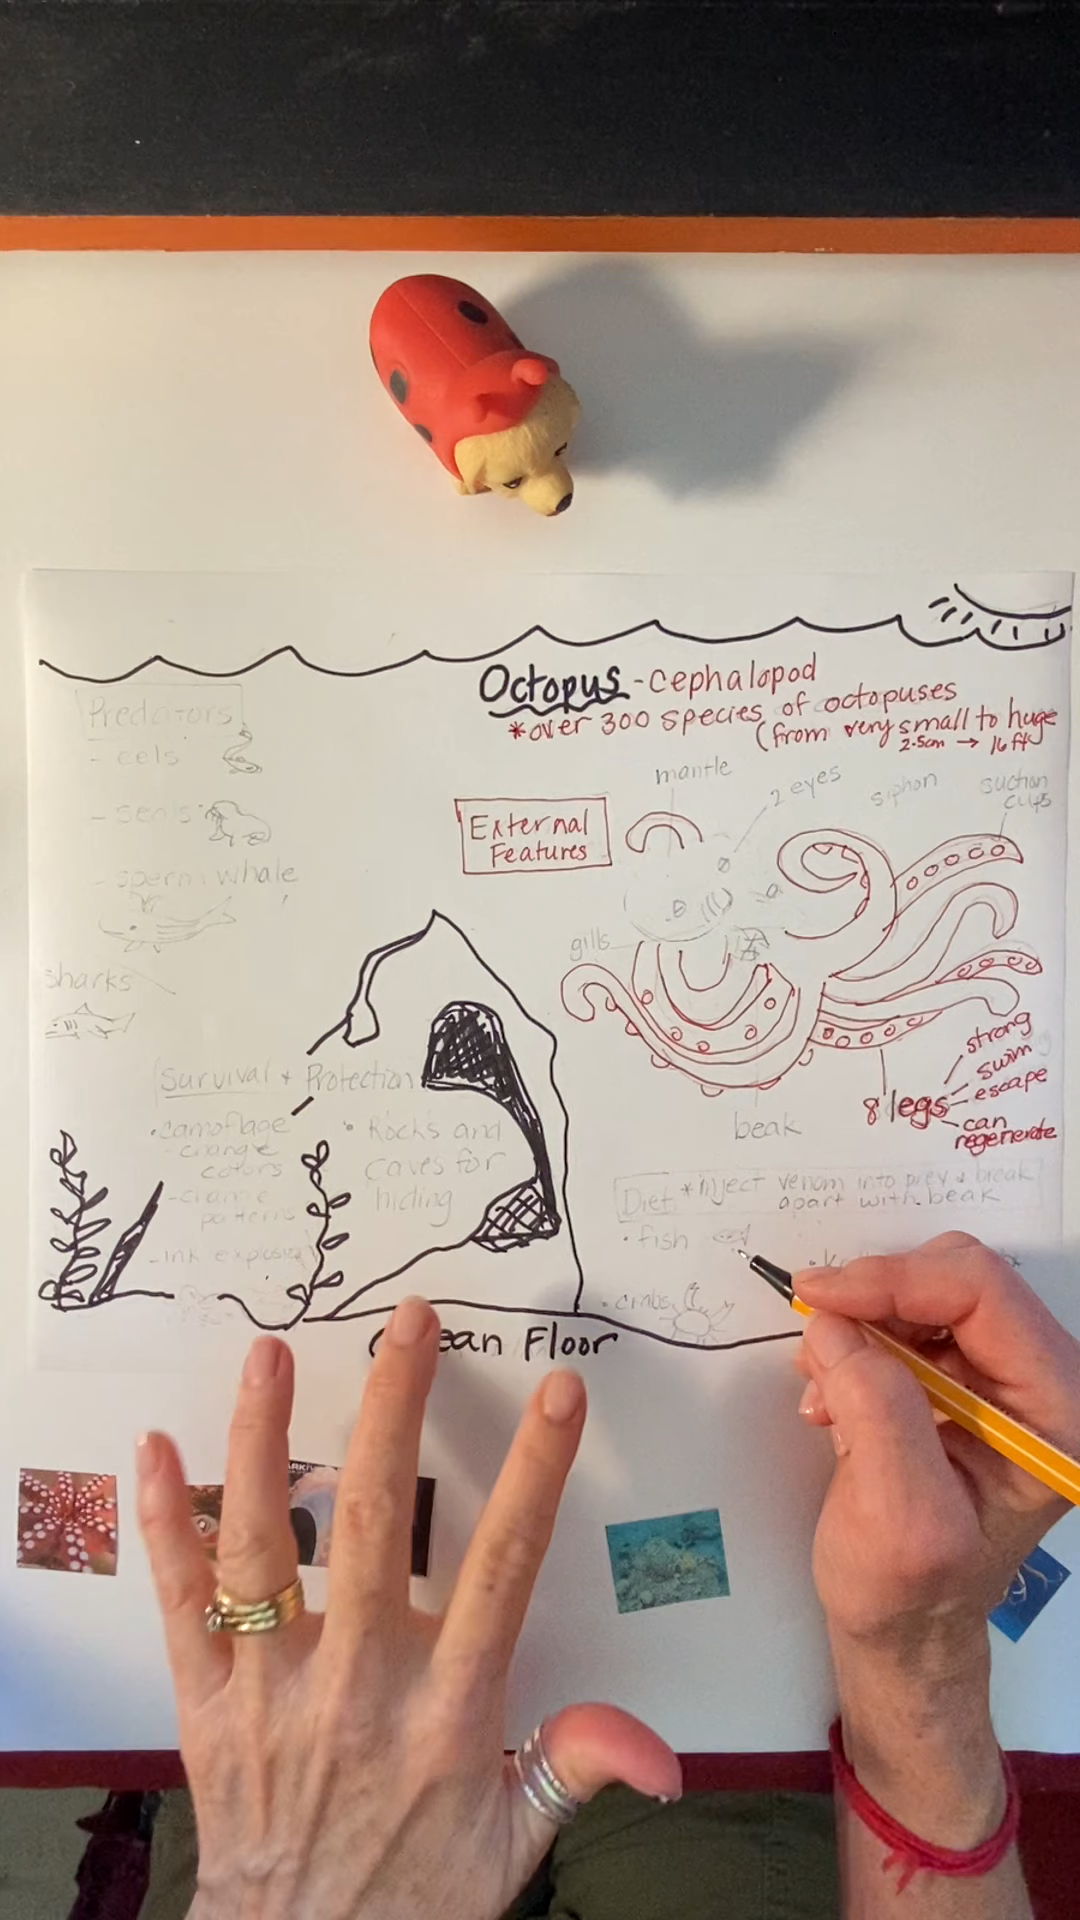 Octopus - cephalopod
*over 300 species of octopuses
(from very small to huge
2.5cm → 16ft
Predators
- eels
- seals
- sperm whale
sharks
External
Features
mantle
2 eyes
siphon
suction
cups
gills
beak
8 legs
strong
swim
escape
can
regenerate
Survival + Protection
• camoflage
- change
colors
- change
patterns
- ink explosion
• Rocks and
caves for
hiding
Diet *inject venom into prey + break
apart with beak
• fish
• crabs
Ocean Floor